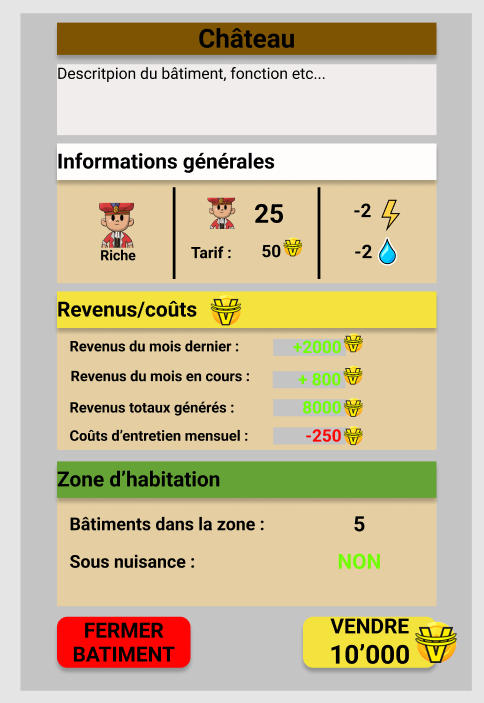 Château
Descritpion du bâtiment, fonction etc...
Informations générales
Riche
25
Tarif : 50
-2
-2
Revenus/coûts
Revenus du mois dernier : +2000
Revenus du mois en cours : + 800
Revenus totaux générés : 8000
Coûts d’entretien mensuel : -250
Zone d’habitation
Bâtiments dans la zone : 5
Sous nuisance : NON
FERMER
BATIMENT
VENDRE
10’000